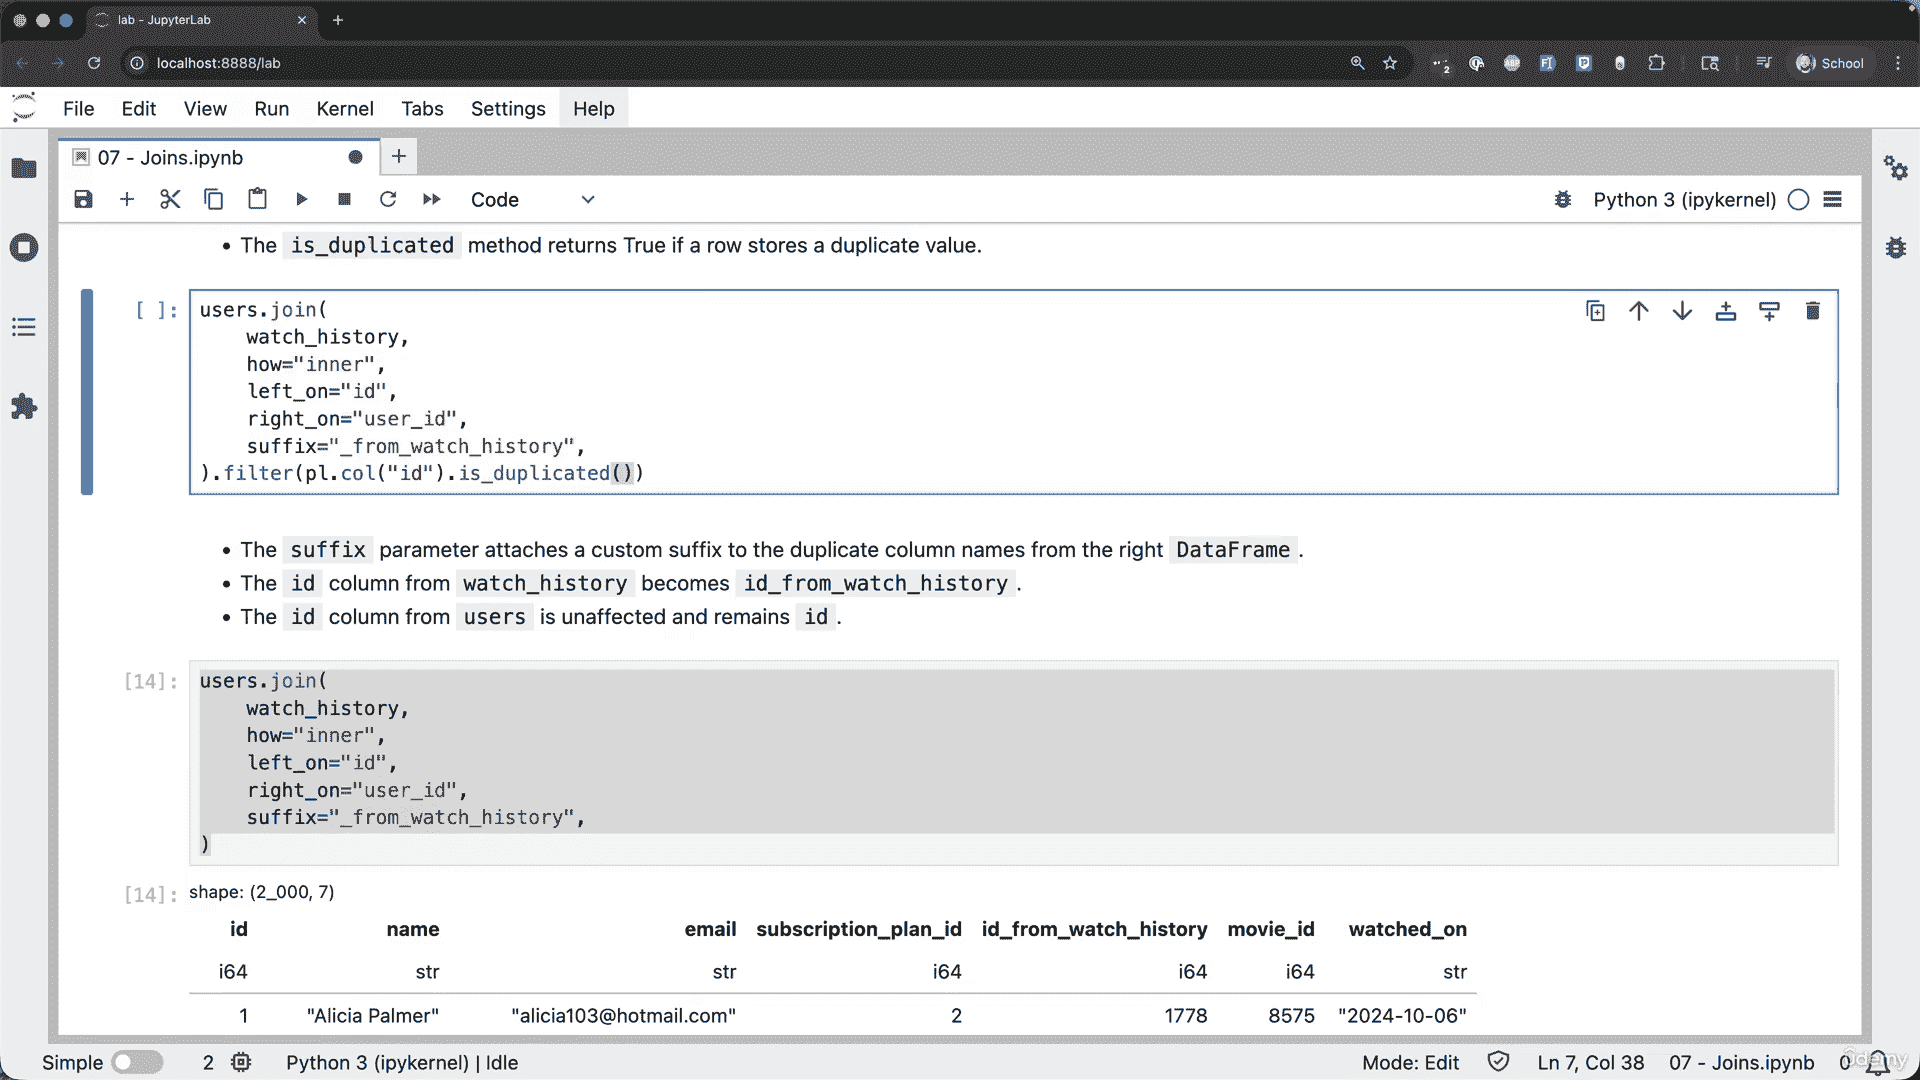 lab - JupyterLab
localhost:8888/lab
2
ABP
School
File Edit View Run Kernel Tabs Settings Help
07 - Joins.ipynb
Code
Python 3 (ipykernel)
• The is_duplicated method returns True if a row stores a duplicate value.
[ ]: users.join(
watch_history,
how="inner",
left_on="id",
right_on="user_id",
suffix="_from_watch_history",
).filter(pl.col("id").is_duplicated())
• The suffix parameter attaches a custom suffix to the duplicate column names from the right DataFrame.
• The id column from watch_history becomes id_from_watch_history.
• The id column from users is unaffected and remains id.
[14]: users.join(
watch_history,
how="inner",
left_on="id",
right_on="user_id",
suffix="_from_watch_history",
)
[14]: shape: (2_000, 7)
id name email subscription_plan_id id_from_watch_history movie_id watched_on
i64 str str i64 i64 i64 str
1 "Alicia Palmer" "alicia103@hotmail.com" 2 1778 8575 "2024-10-06"
Simple 2 Python 3 (ipykernel) | Idle Mode: Edit Ln 7, Col 38 07 - Joins.ipynb 0
udemy